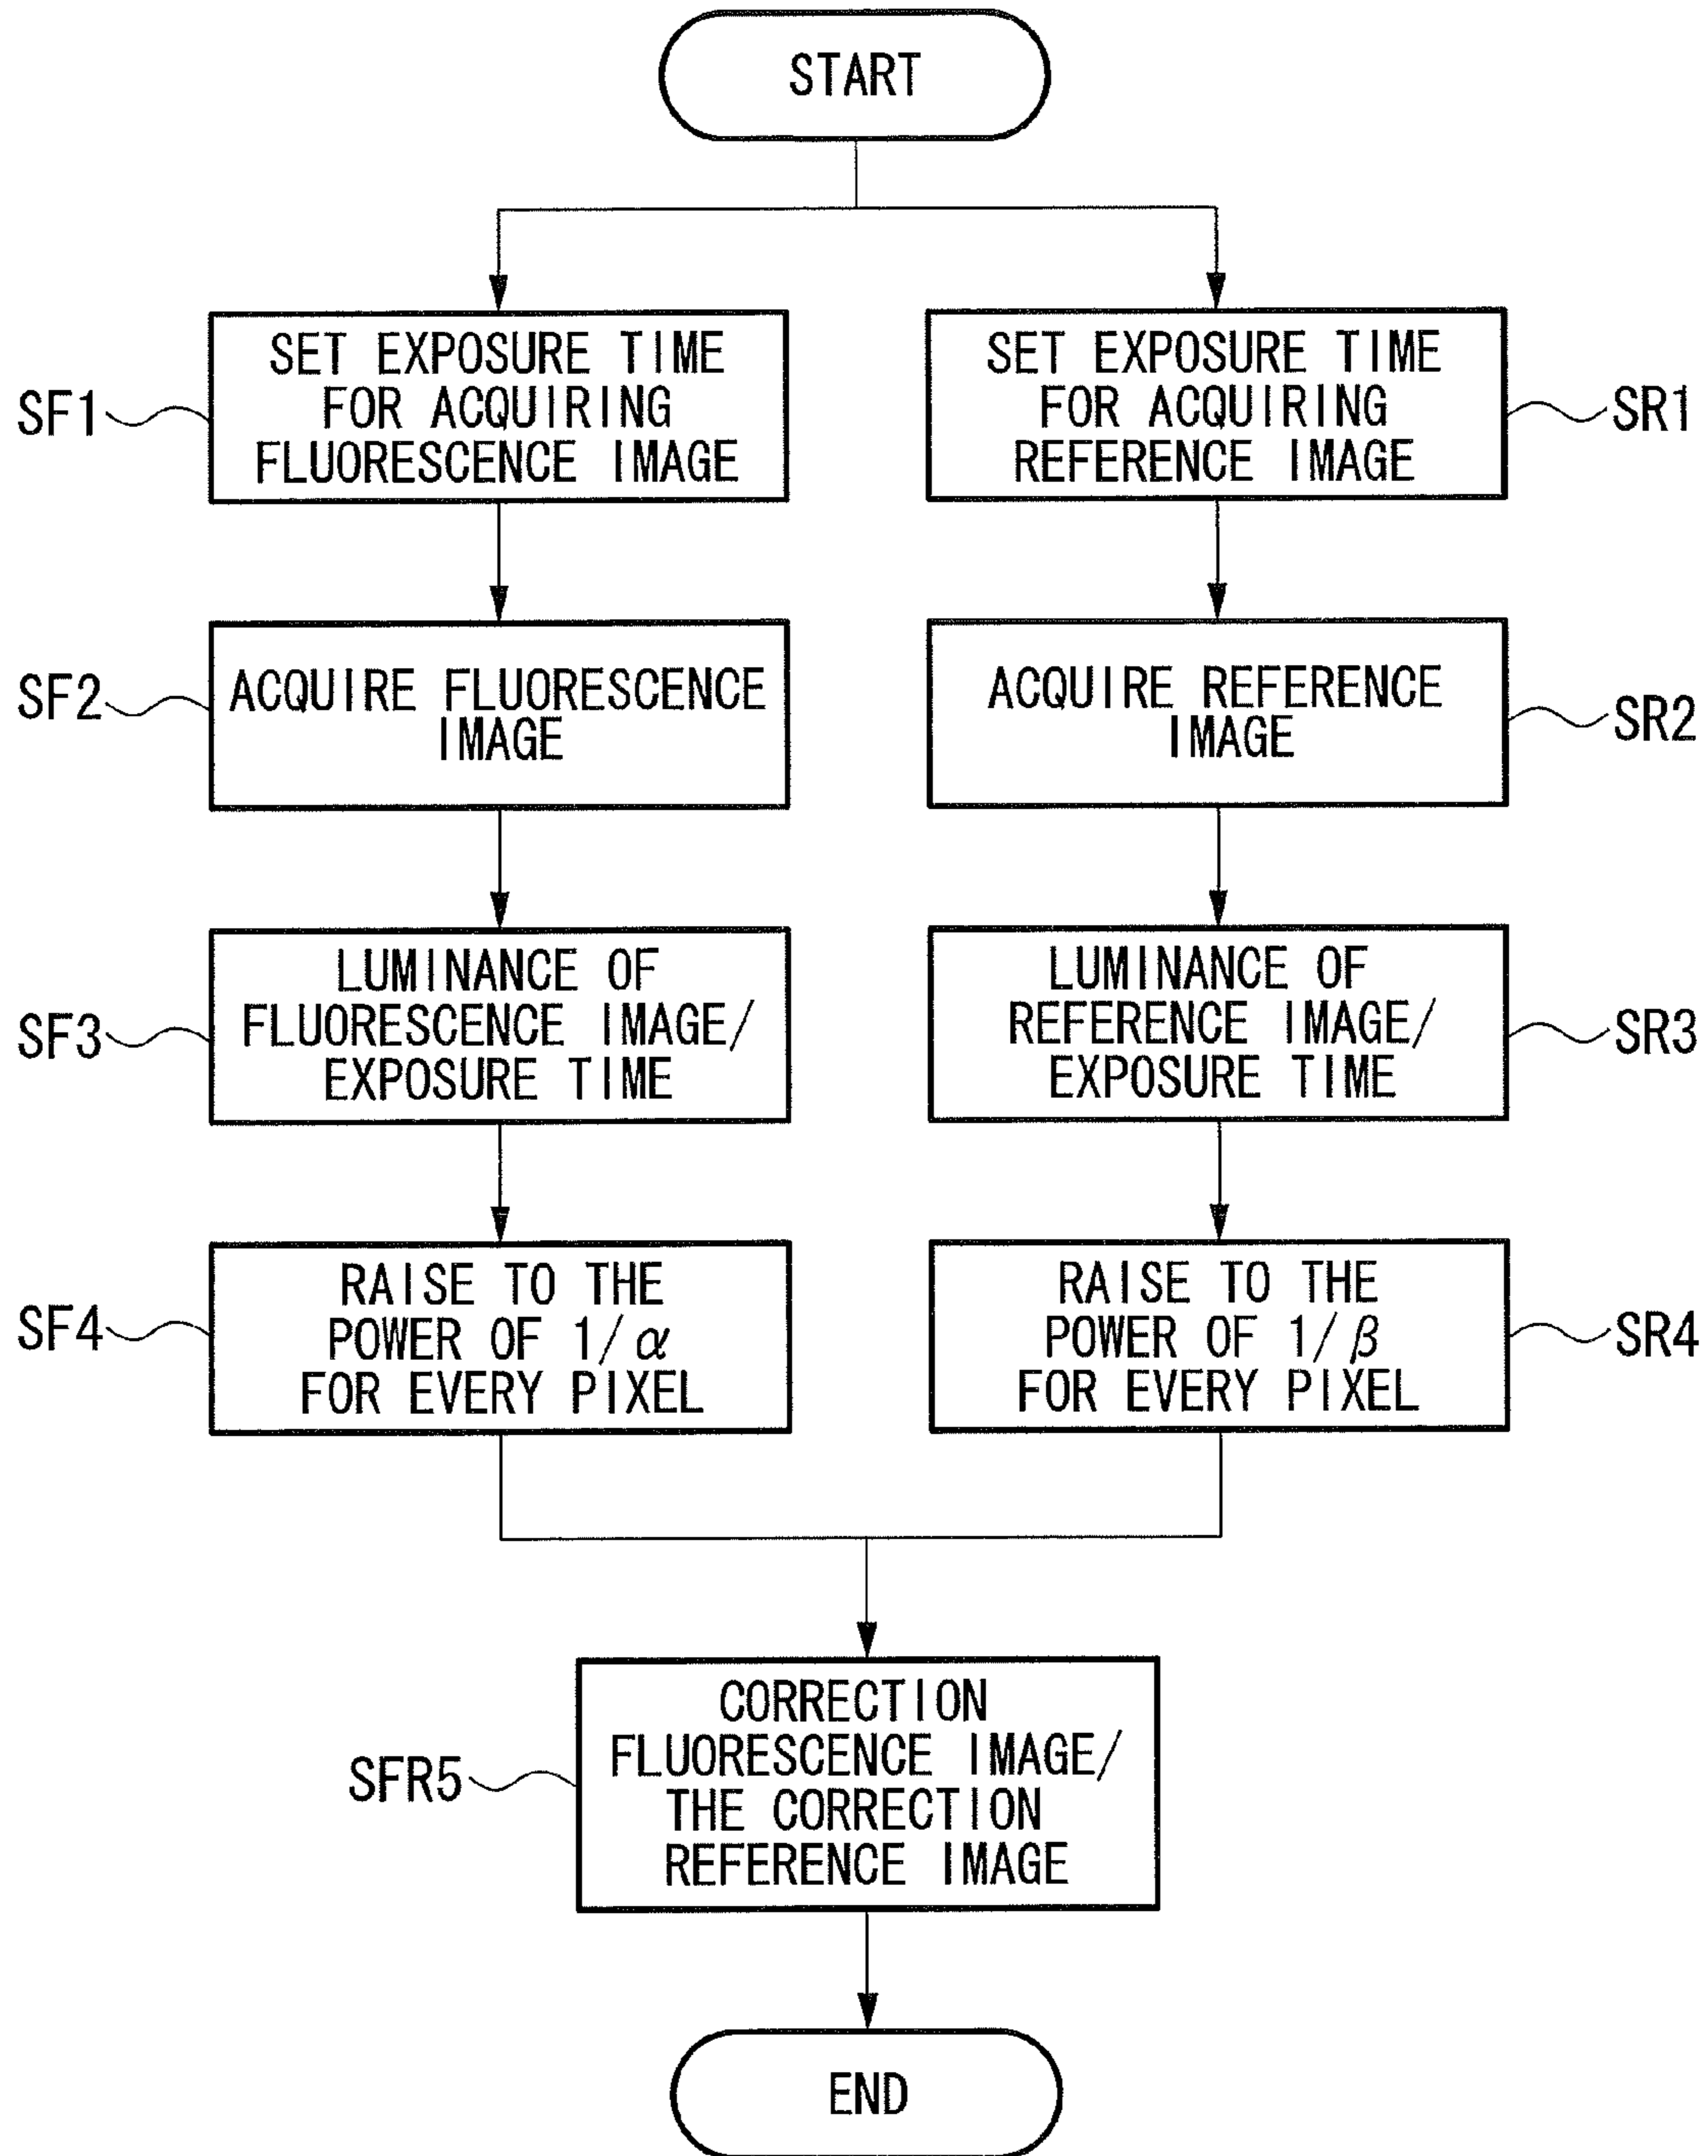 START
SET EXPOSURE TIME
FOR ACQUIRING
FLUORESCENCE IMAGE
SF1
SET EXPOSURE TIME
FOR ACQUIRING
REFERENCE IMAGE
SR1
ACQUIRE FLUORESCENCE
IMAGE
SF2
ACQUIRE REFERENCE
IMAGE
SR2
LUMINANCE OF
FLUORESCENCE IMAGE/
EXPOSURE TIME
SF3
LUMINANCE OF
REFERENCE IMAGE/
EXPOSURE TIME
SR3
RAISE TO THE
POWER OF 1/α
FOR EVERY PIXEL
SF4
RAISE TO THE
POWER OF 1/β
FOR EVERY PIXEL
SR4
CORRECTION
FLUORESCENCE IMAGE/
THE CORRECTION
REFERENCE IMAGE
SFR5
END